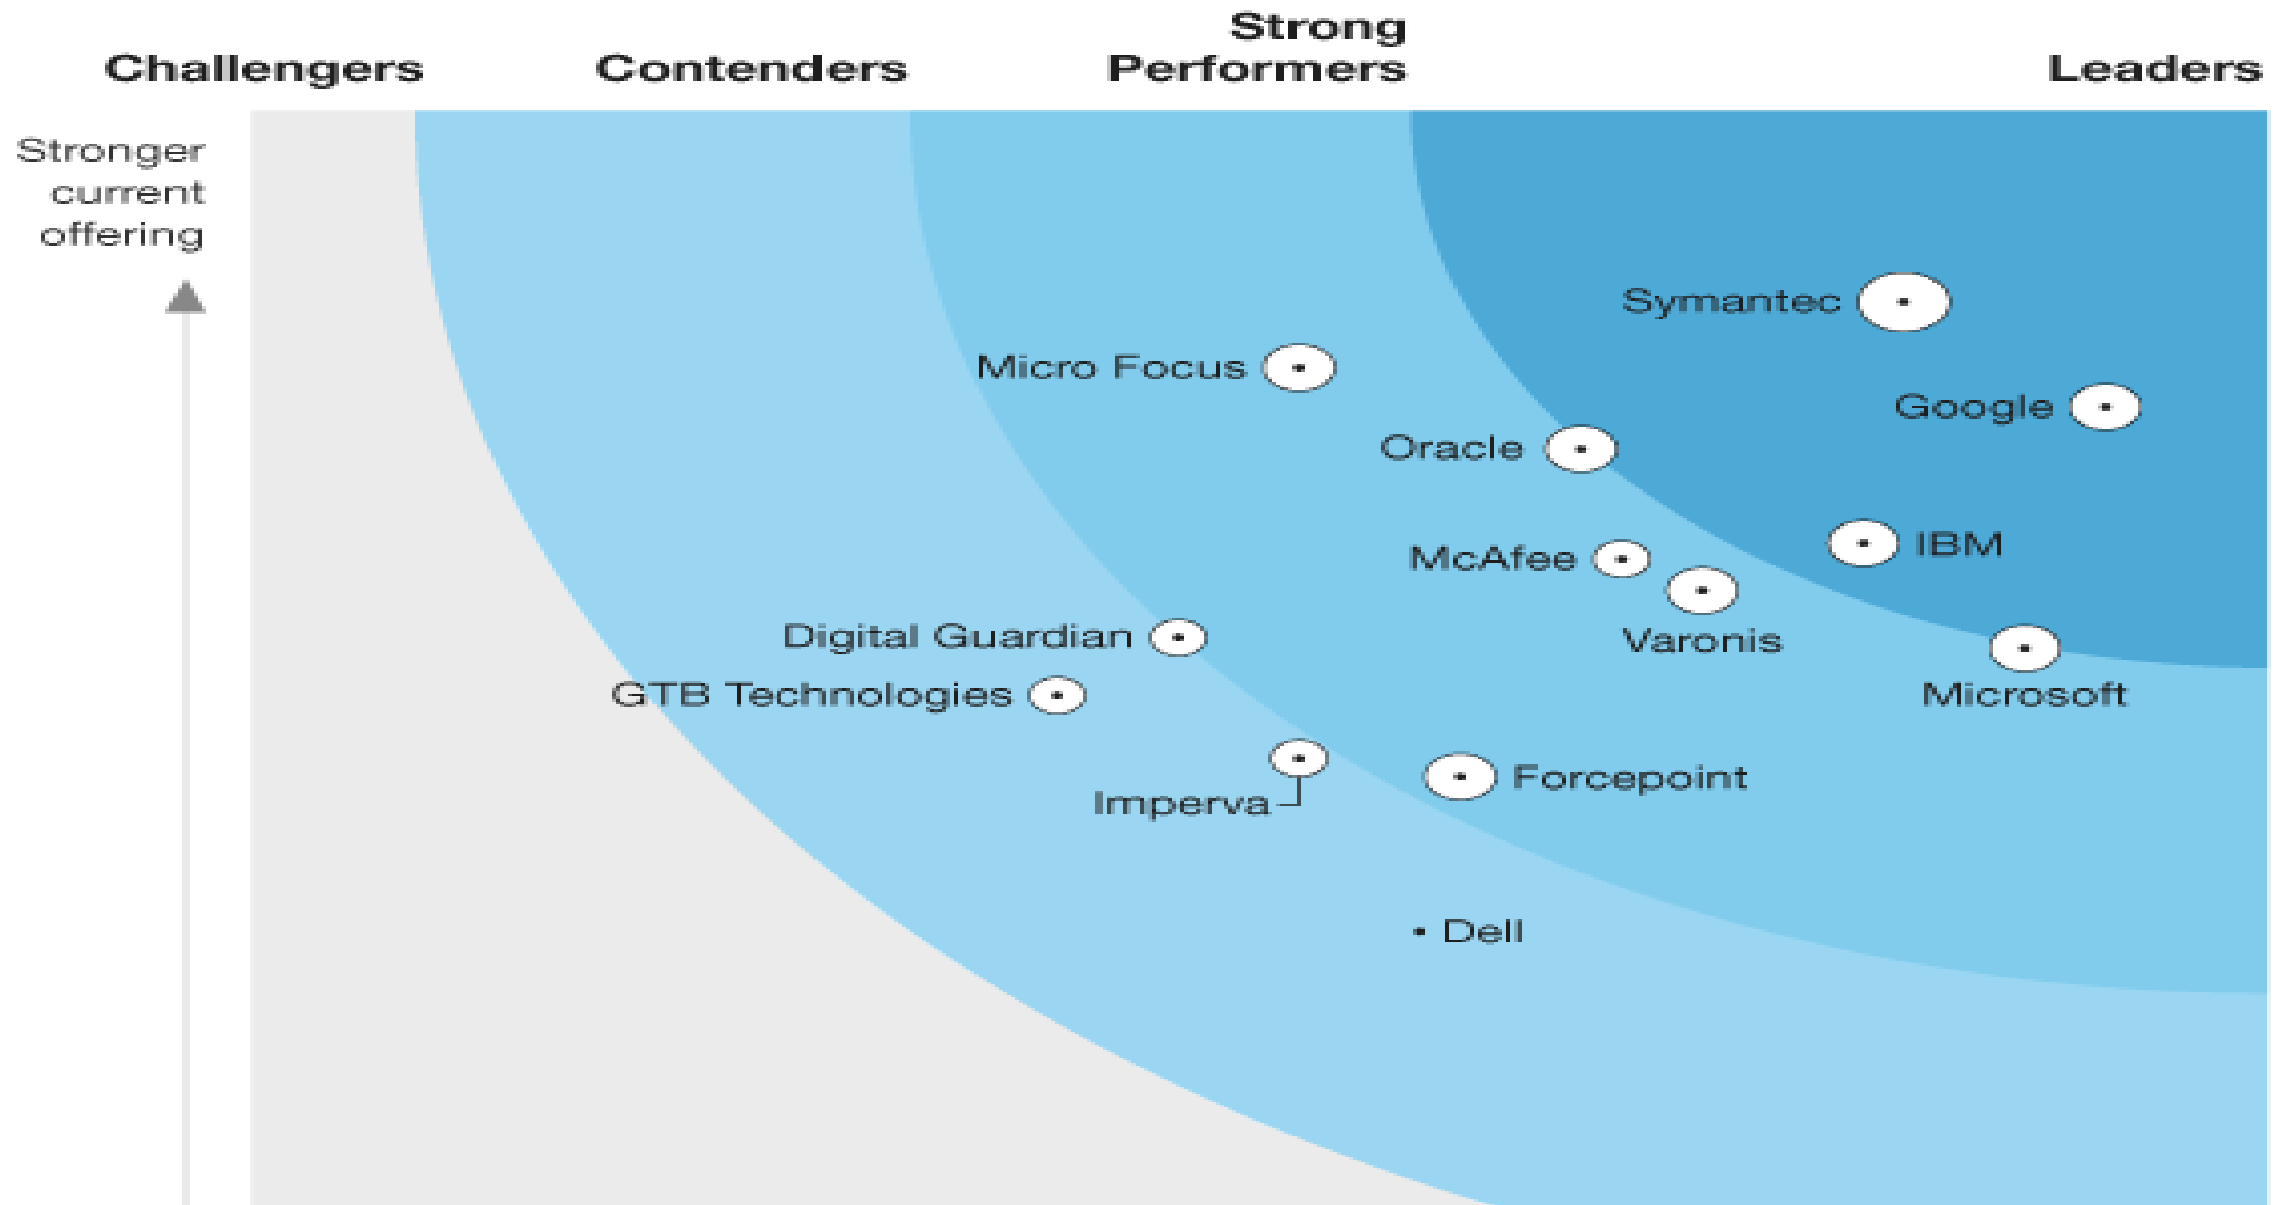 Strong
Challengers Contenders Performers Leaders
Stronger
current
offering
Symantec
Micro Focus
Google
Oracle
IBM
McAfee
Digital Guardian
Varonis
GTB Technologies
Microsoft
Forcepoint
Imperva
Dell